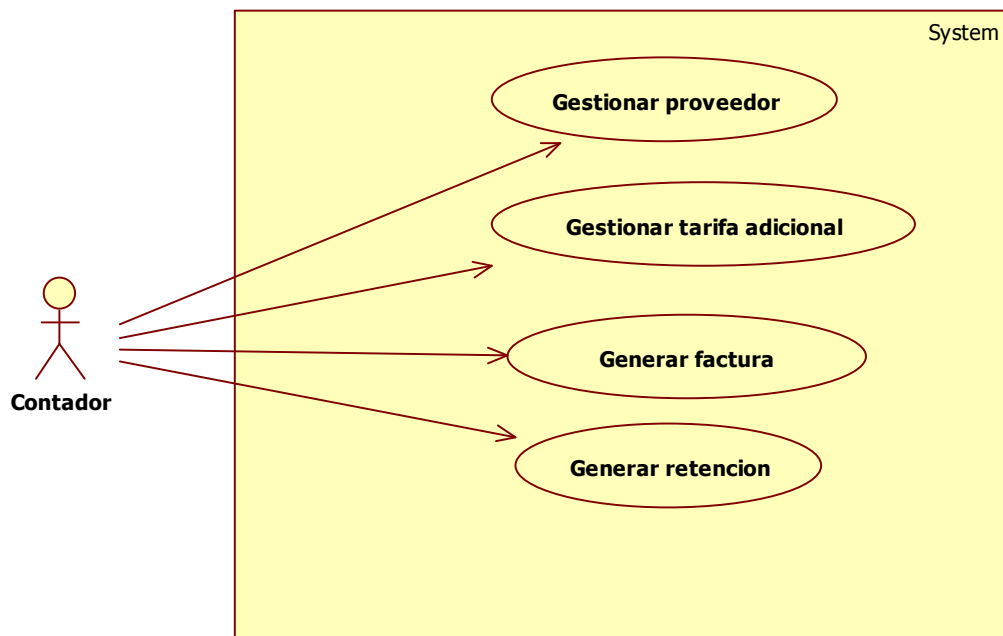 System
Gestionar proveedor
Gestionar tarifa adicional
Generar factura
Contador
Generar retencion